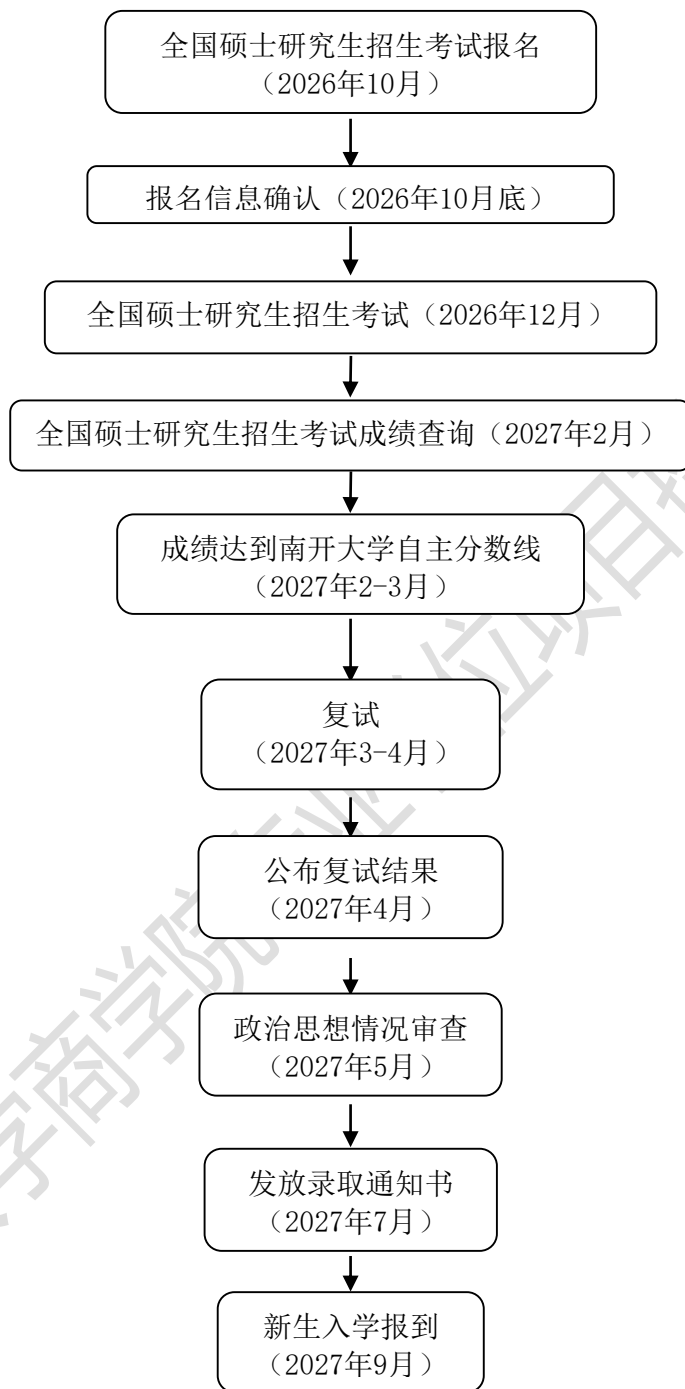 全国硕士研究生招生考试报名
（2026年10月）
报名信息确认（2026年10月底）
全国硕士研究生招生考试（2026年12月）
全国硕士研究生招生考试成绩查询（2027年2月）
成绩达到南开大学自主分数线
（2027年2-3月）
复试
（2027年3-4月）
公布复试结果
（2027年4月）
政治思想情况审查
（2027年5月）
发放录取通知书
（2027年7月）
新生入学报到
（2027年9月）
学商学院
位项目